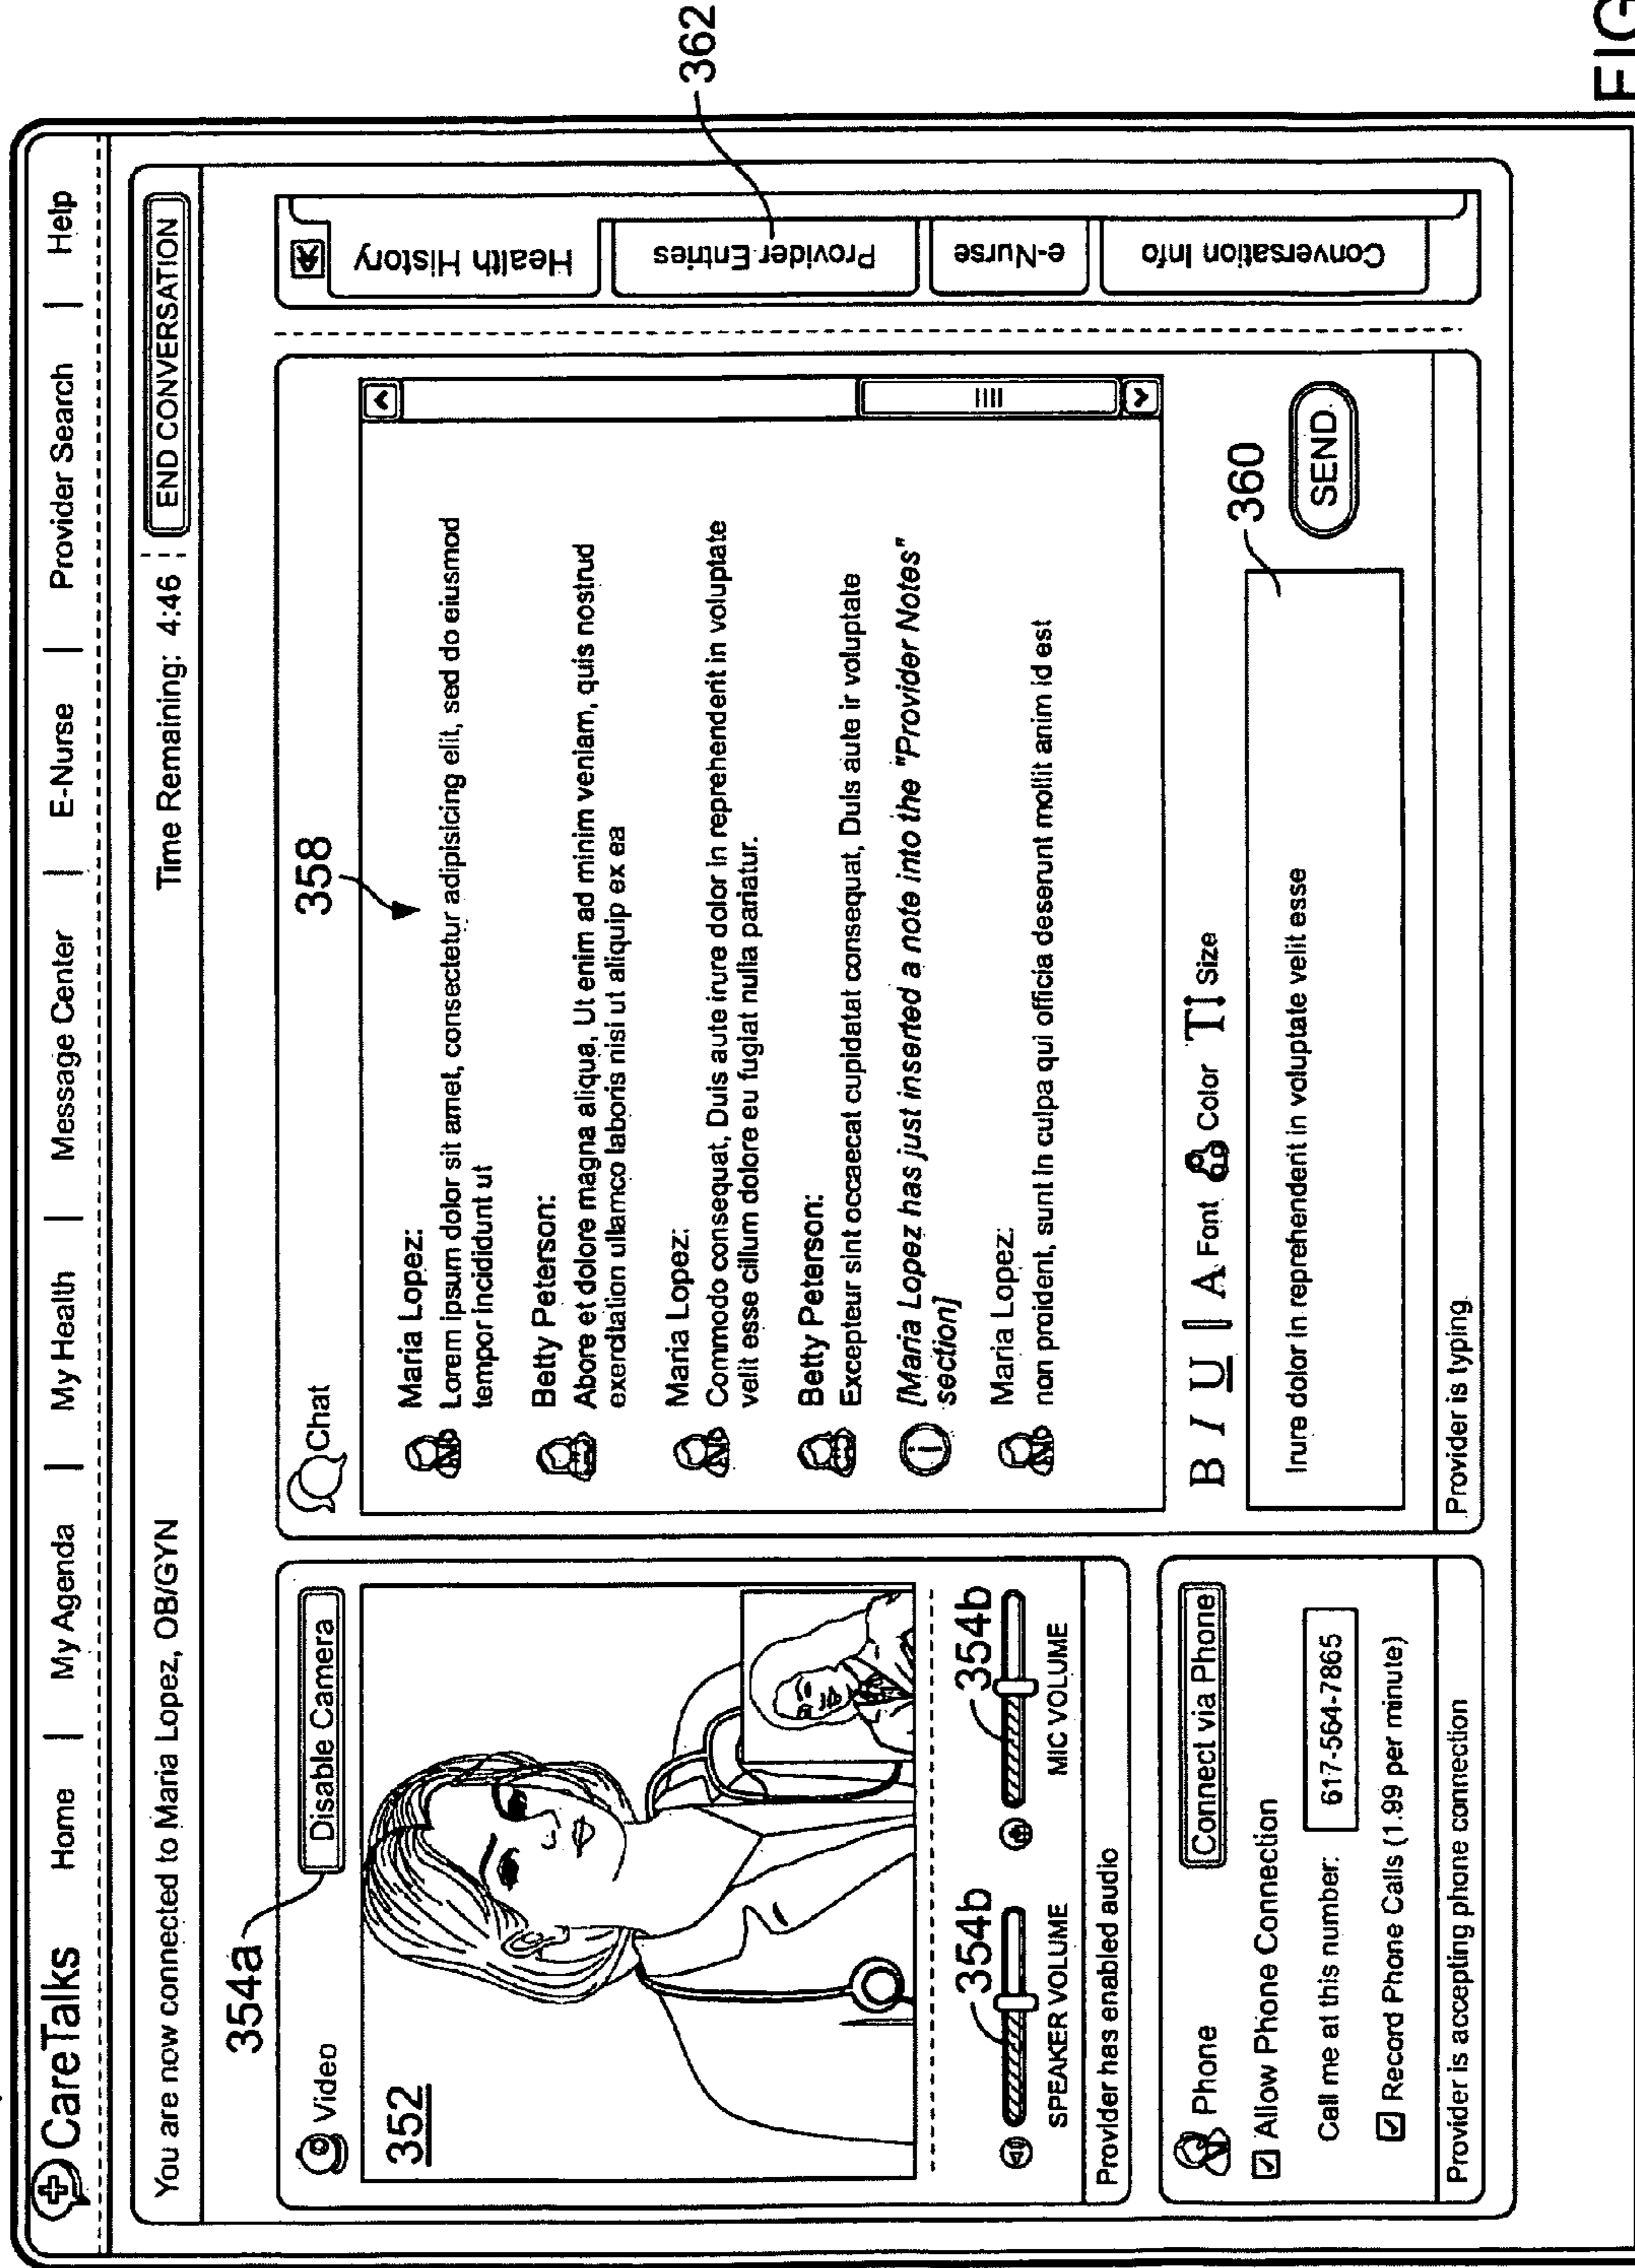 CareTalks
Home | My Agenda | My Health | Message Center | E-Nurse | Provider Search | Help
You are now connected to Maria Lopez, OB/GYN
Time Remaining: 4:46
END CONVERSATION
354a
Video
Disable Camera
352
354b
354b
SPEAKER VOLUME
MIC VOLUME
Provider has enabled audio
Phone
Connect via Phone
Allow Phone Connection
Call me at this number: 617-564-7865
Record Phone Calls (1.99 per minute)
Provider is accepting phone connection
Chat
358
Maria Lopez:
Lorem ipsum dolor sit amet, consectetur adipisicing elit, sed do eiusmod
tempor incididunt ut
Betty Peterson:
Abore et dolore magna aliqua, Ut enim ad minim veniam, quis nostrud
exercitation ullamco laboris nisi ut aliquip ex ea
Maria Lopez:
Commodo consequat, Duis aute irure dolor in reprehenderit in voluptate
velit esse cillum dolore eu fugiat nulla pariatur.
Betty Peterson:
Excepteur sint occaecat cupidatat consequat, Duis aute ir voluptate
[Maria Lopez has just inserted a note into the "Provider Notes"
section]
Maria Lopez:
non proident, sunt in culpa qui officia deserunt mollit anim id est
B I U A Font Color T Size
360
Irure dolor in reprehenderit in voluptate velit esse
SEND
Provider is typing
Health History
Provider Entries
e-Nurse
Conversation Info
362
FIG